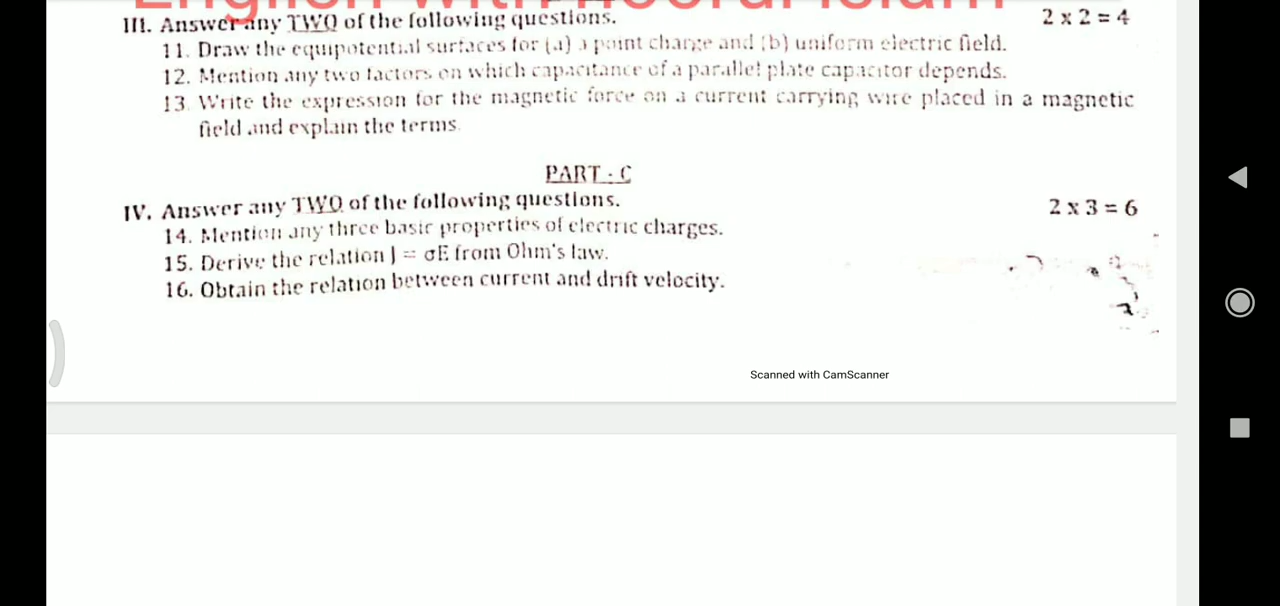 English with Noorul Islam
III. Answer any TWO of the following questions. 2 x 2 = 4
11. Draw the equipotential surfaces for (a) a point charge and (b) uniform electric field.
12. Mention any two factors on which capacitance of a parallel plate capacitor depends.
13. Write the expression for the magnetic force on a current carrying wire placed in a magnetic
field and explain the terms.
PART - C
IV. Answer any TWO of the following questions. 2 x 3 = 6
14. Mention any three basic properties of electric charges.
15. Derive the relation J = σE from Ohm's law.
16. Obtain the relation between current and drift velocity.
Scanned with CamScanner